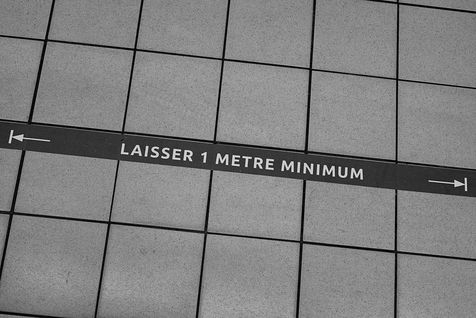 LAISSER 1 METRE MINIMUM